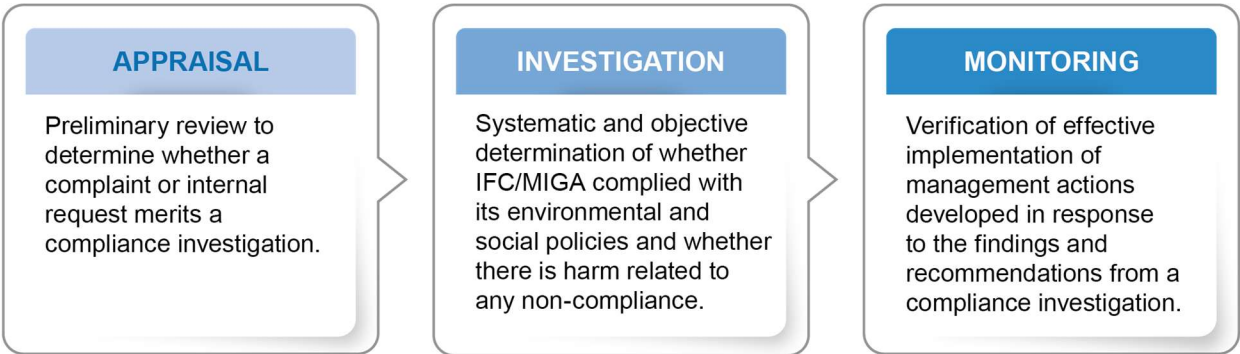 APPRAISAL
Preliminary review to
determine whether a
complaint or internal
request merits a
compliance investigation.
INVESTIGATION
Systematic and objective
determination of whether
IFC/MIGA complied with
its environmental and
social policies and whether
there is harm related to
any non-compliance.
MONITORING
Verification of effective
implementation of
management actions
developed in response
to the findings and
recommendations from a
compliance investigation.